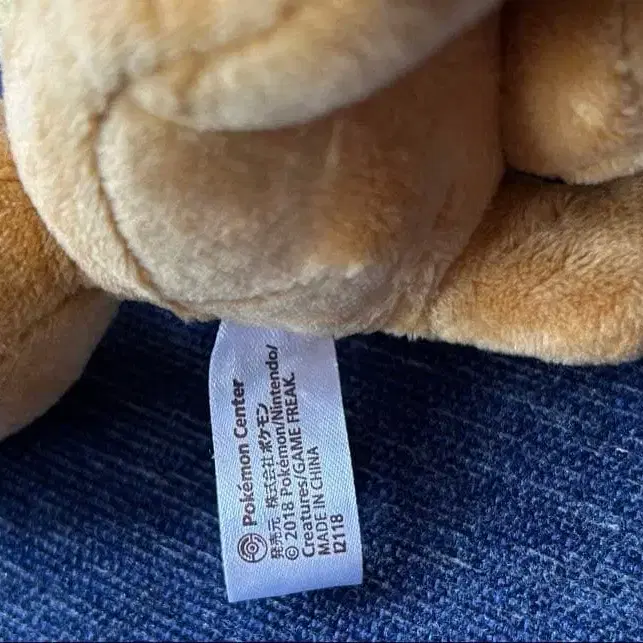 Pokémon Center
発売元 株式会社ポケモン
© 2018 Pokémon/Nintendo/
Creatures/GAME FREAK.
MADE IN CHINA
I2118